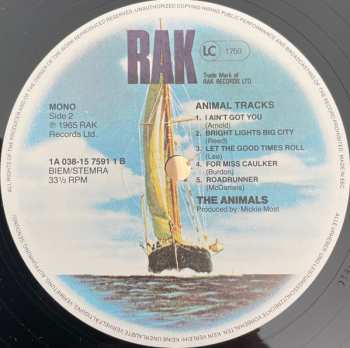 RAK
LC 1759
Trade Mark of
RAK RECORDS LTD.
MONO
Side 2
℗ 1965 RAK
Records Ltd.
1A 038-15 7591 1 B
BIEM/STEMRA
33⅓ RPM
ANIMAL TRACKS
1. I AIN'T GOT YOU
(Arnold)
2. BRIGHT LIGHTS BIG CITY
(Reed)
3. LET THE GOOD TIMES ROLL
(Lee)
4. FOR MISS CAULKER
(Burdon)
5. ROADRUNNER
(McDaniels)
THE ANIMALS
Produced by: Mickie Most